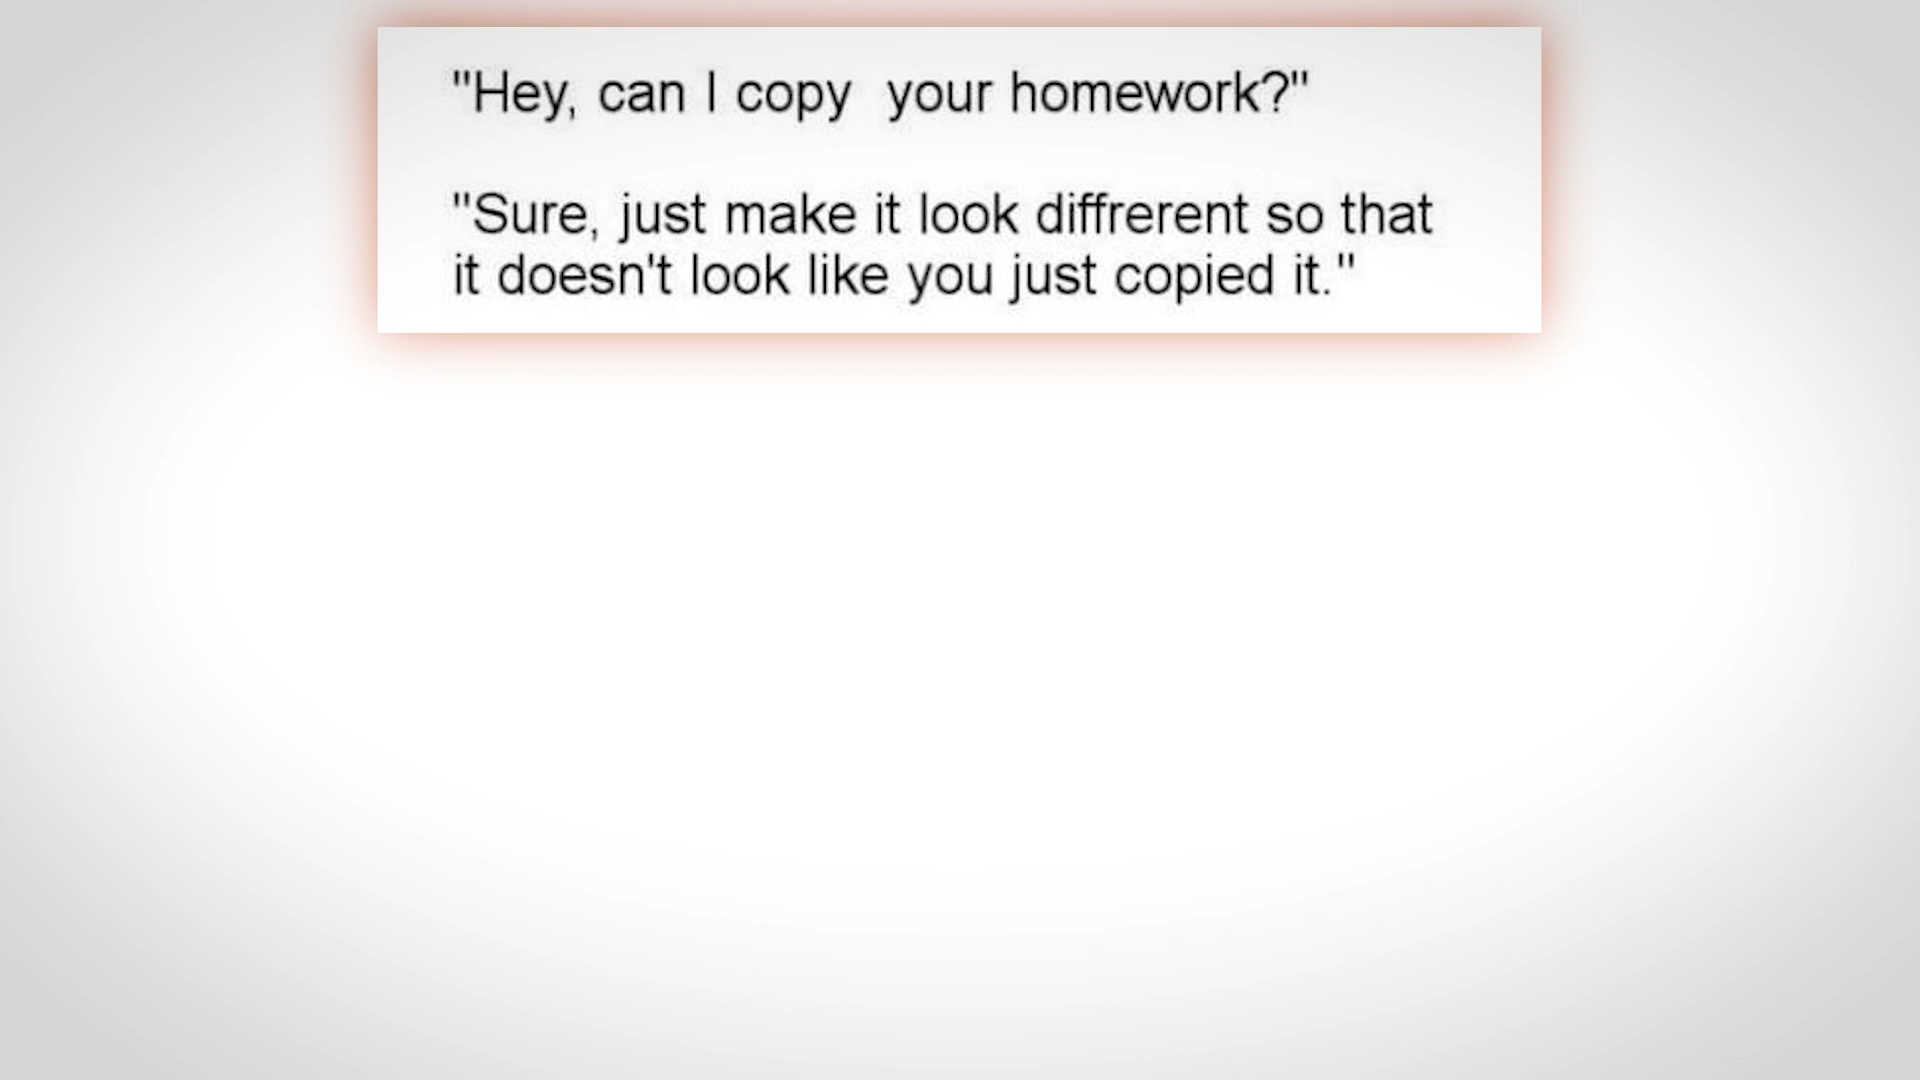 "Hey, can I copy  your homework?"
"Sure, just make it look diffrerent so that
it doesn't look like you just copied it."